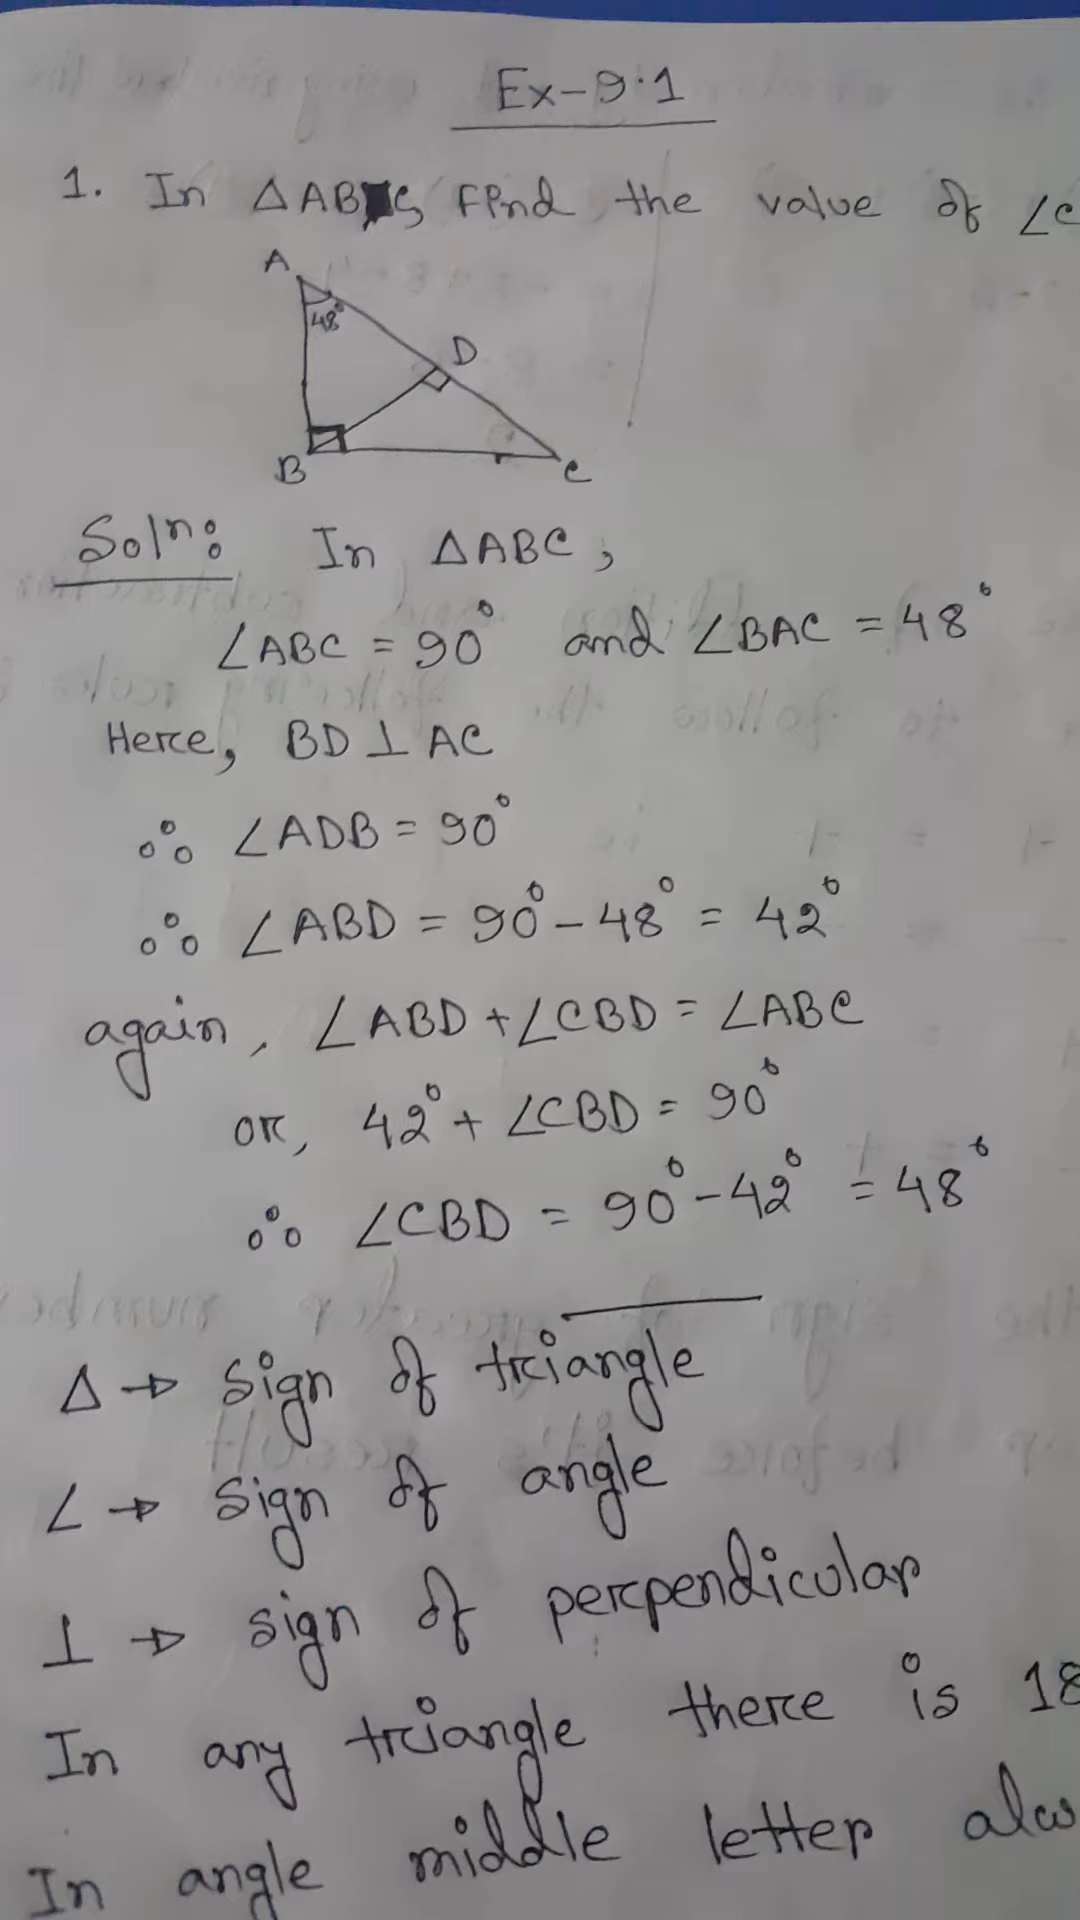 Ex-9.1
1. In ΔABC, Find the value of ∠C
A
48°
D
B
C
Soln: In ΔABC,
∠ABC = 90° and ∠BAC = 48°
Here, BD ⊥ AC
∴ ∠ADB = 90°
∴ ∠ABD = 90° - 48° = 42°
again, ∠ABD + ∠CBD = ∠ABC
or, 42° + ∠CBD = 90°
∴ ∠CBD = 90° - 42° = 48°
Δ → Sign of triangle
∠ → Sign of angle
⊥ → sign of perpendicular
In any triangle there is 18
In angle middle letter alw